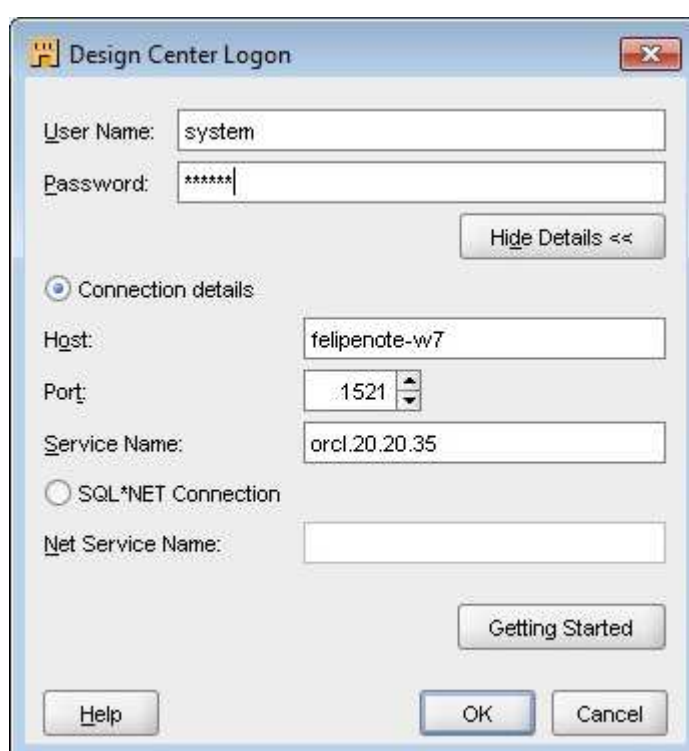 Design Center Logon
User Name: system
Password: ******
Hide Details <<
Connection details
Host: felipenote-w7
Port: 1521
Service Name: orcl.20.20.35
SQL*NET Connection
Net Service Name:
Getting Started
Help OK Cancel